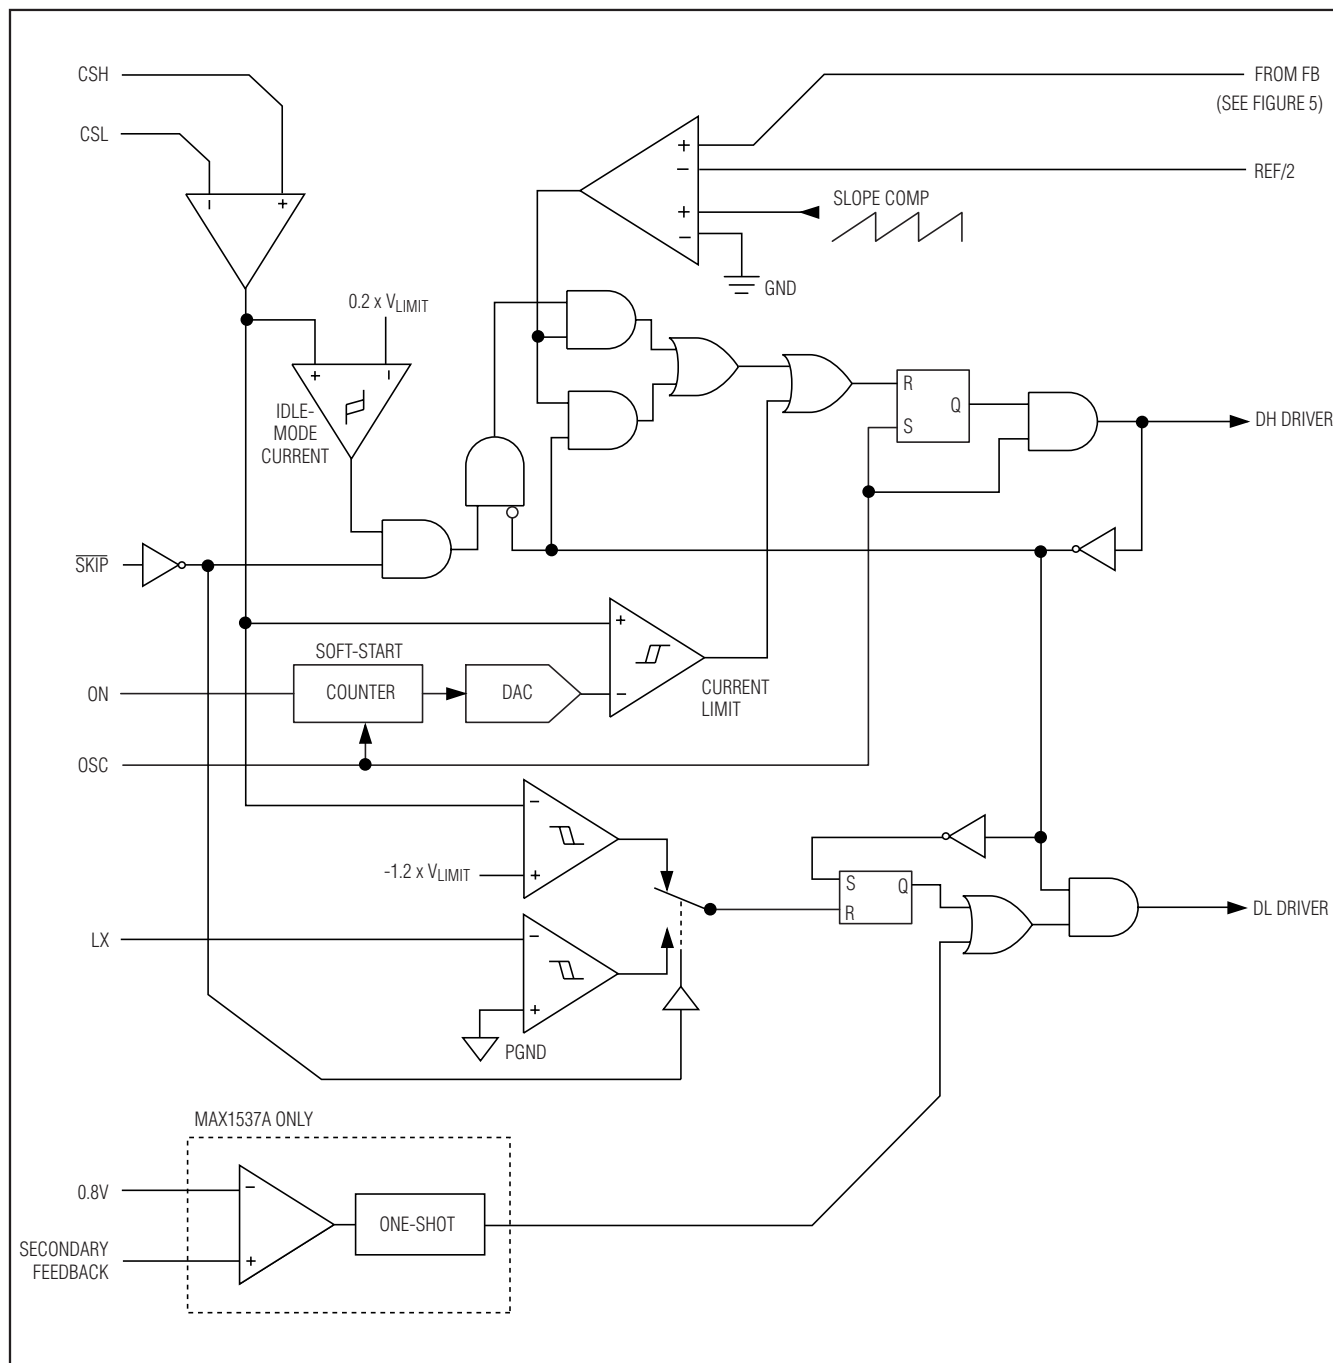 CSH
CSL
FROM FB
(SEE FIGURE 5)
+
−
REF/2
+
SLOPE COMP
−
GND
−
+
0.2 x VLIMIT
+
−
IDLE-
MODE
CURRENT
R
S
Q
DH DRIVER
SKIP
SOFT-START
ON
COUNTER
DAC
+
−
CURRENT
LIMIT
OSC
−
-1.2 x VLIMIT
+
S
Q
R
DL DRIVER
LX
−
+
PGND
MAX1537A ONLY
0.8V
−
ONE-SHOT
SECONDARY
FEEDBACK
+